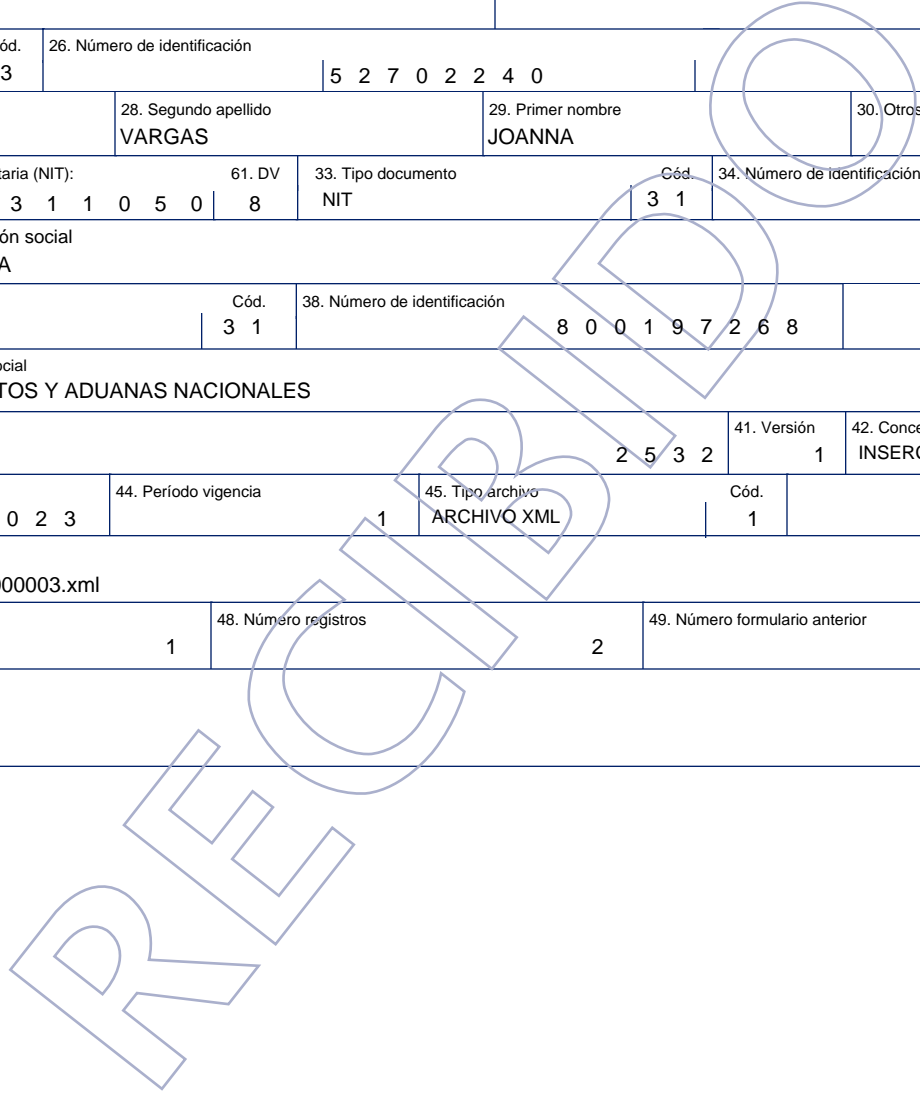 ód. 26. Número de identificación
3 5 2 7 0 2 2 4 0
28. Segundo apellido 29. Primer nombre 30. Otros
VARGAS JOANNA
taria (NIT): 61. DV 33. Tipo documento Cód. 34. Número de identificación
3 1 1 0 5 0 8 NIT 3 1
ón social
A
Cód. 38. Número de identificación
3 1 8 0 0 1 9 7 2 6 8
ocial
TOS Y ADUANAS NACIONALES
41. Versión 42. Conce
2 5 3 2 1 INSERC
44. Período vigencia 45. Tipo archivo Cód.
0 2 3 1 ARCHIVO XML 1
000003.xml
48. Número registros 49. Número formulario anterior
1 2
RECIBIDO